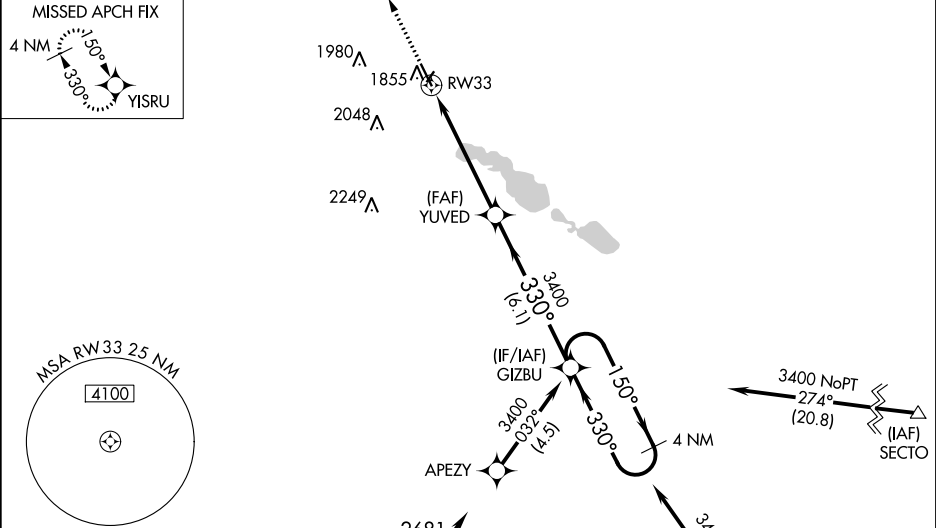 MISSED APCH FIX
4 NM
150°
330°
YISRU
1980
1855
RW33
2048
2249
(FAF)
YUVED
3400
330°
(6.1)
(IF/IAF)
GIZBU
150°
330°
4 NM
3400
032°
(4.5)
APEZY
3400 NoPT
274°
(20.8)
(IAF)
SECTO
MSA RW33 25 NM
4100